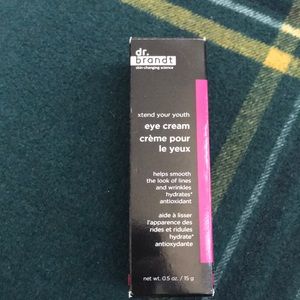 dr.
brandt
skin-changing science
xtend your youth
eye cream
crème pour
le yeux
helps smooth
the look of lines
and wrinkles
hydrates*
antioxidant
aide à lisser
l'apparence des
rides et ridules
hydrate*
antioxydante
net. wt. 0.5 oz. / 15 g